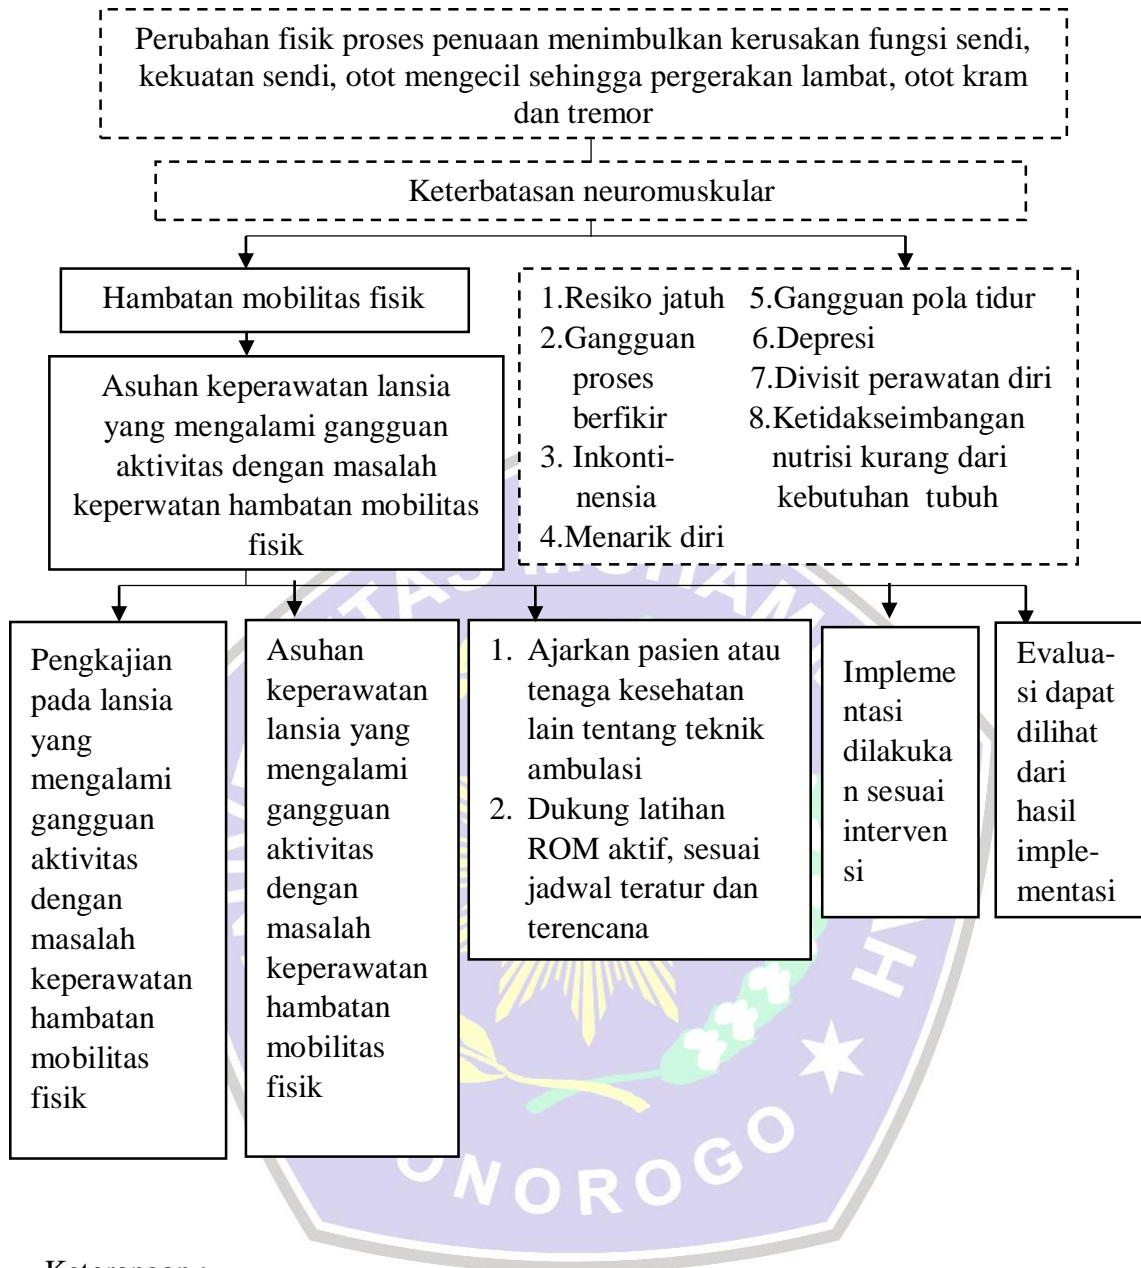 Perubahan fisik proses penuaan menimbulkan kerusakan fungsi sendi,
kekuatan sendi, otot mengecil sehingga pergerakan lambat, otot kram
dan tremor
Keterbatasan neuromuskular
Hambatan mobilitas fisik
1.Resiko jatuh
2.Gangguan
proses
berfikir
3. Inkonti-
nensia
4.Menarik diri
5.Gangguan pola tidur
6.Depresi
7.Divisit perawatan diri
8.Ketidakseimbangan
nutrisi kurang dari
kebutuhan tubuh
Asuhan keperawatan lansia
yang mengalami gangguan
aktivitas dengan masalah
keperwatan hambatan mobilitas
fisik
Pengkajian
pada lansia
yang
mengalami
gangguan
aktivitas
dengan
masalah
keperawatan
hambatan
mobilitas
fisik
Asuhan
keperawatan
lansia yang
mengalami
gangguan
aktivitas
dengan
masalah
keperawatan
hambatan
mobilitas
fisik
1. Ajarkan pasien atau
tenaga kesehatan
lain tentang teknik
ambulasi
2. Dukung latihan
ROM aktif, sesuai
jadwal teratur dan
terencana
Impleme
ntasi
dilakuka
n sesuai
interven
si
Evalua-
si dapat
dilihat
dari
hasil
imple-
mentasi
ONOROGO